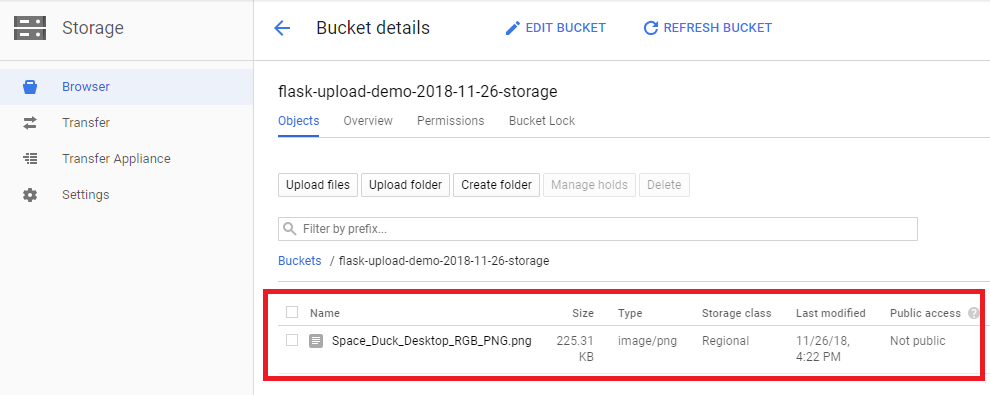 Storage
Bucket details
EDIT BUCKET
REFRESH BUCKET
Browser
Transfer
Transfer Appliance
Settings
flask-upload-demo-2018-11-26-storage
Objects Overview Permissions Bucket Lock
Upload files Upload folder Create folder Manage holds Delete
Filter by prefix...
Buckets / flask-upload-demo-2018-11-26-storage
Name Size Type Storage class Last modified Public access ?
Space_Duck_Desktop_RGB_PNG.png 225.31 image/png Regional 11/26/18, Not public
KB 4:22 PM